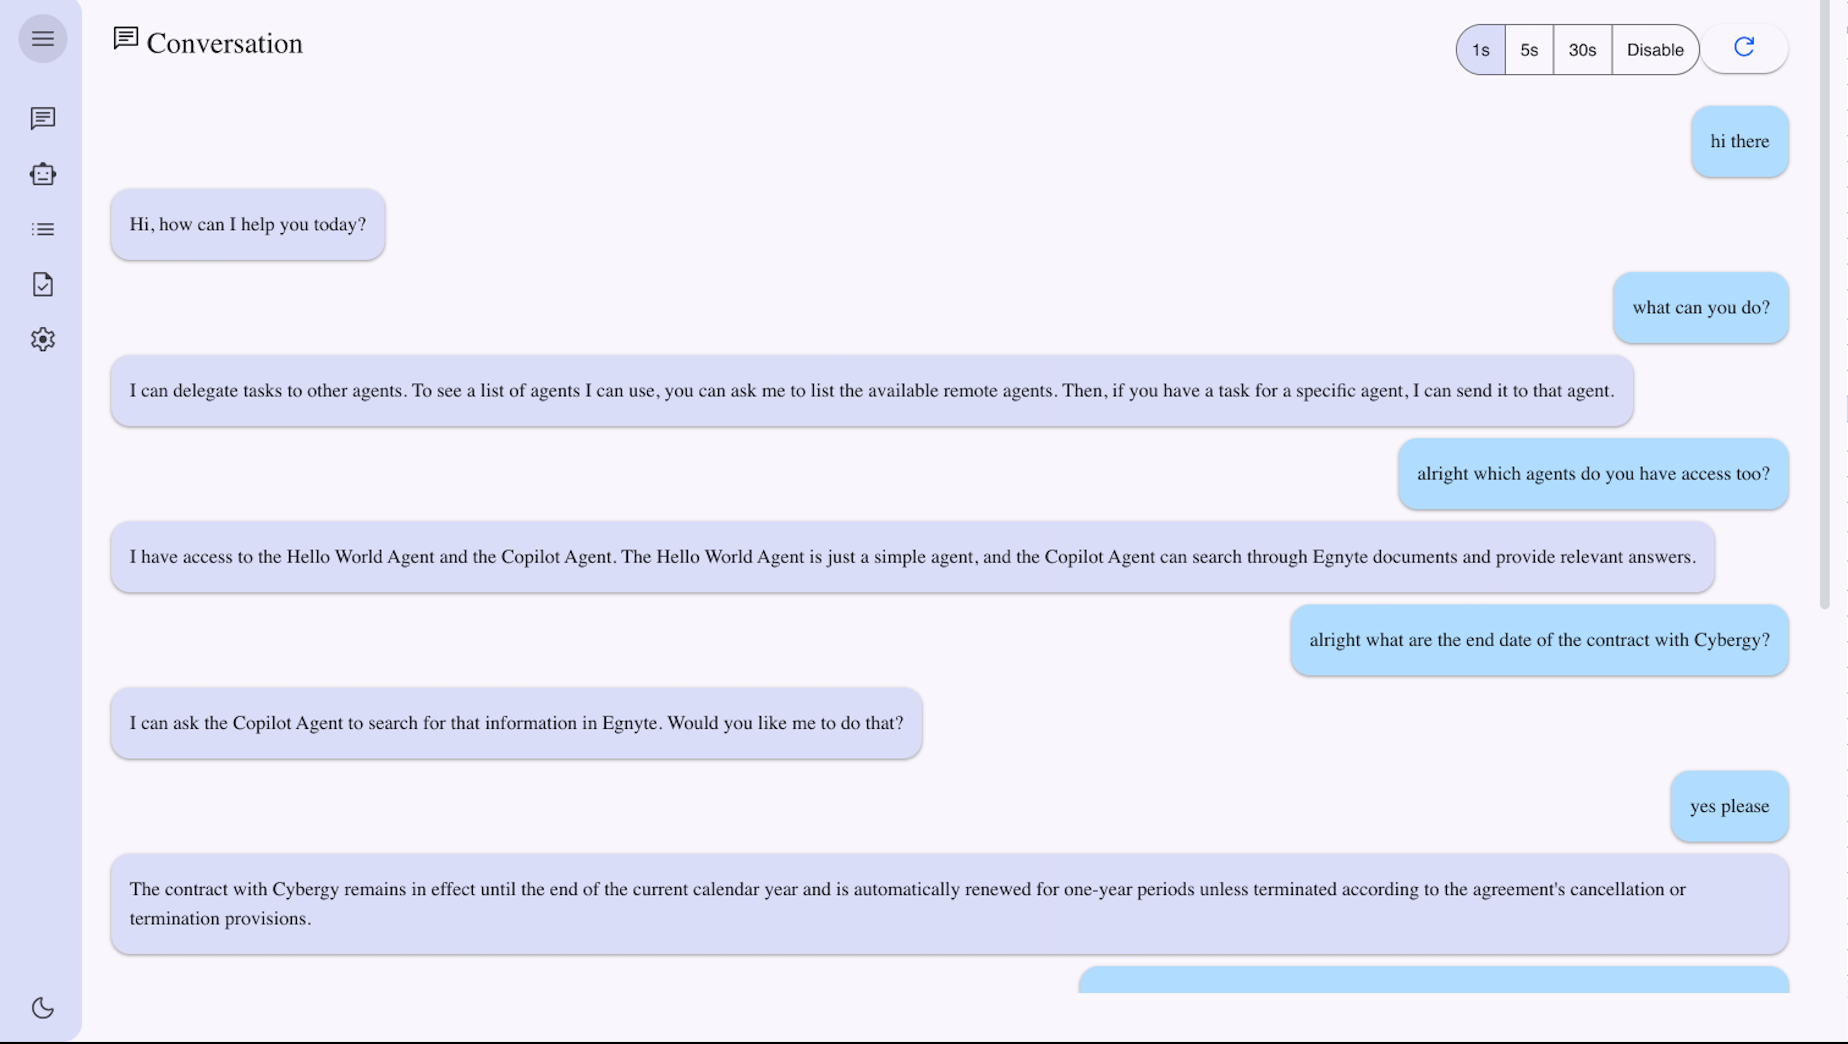 Conversation
1s
5s
30s
Disable
hi there
Hi, how can I help you today?
what can you do?
I can delegate tasks to other agents. To see a list of agents I can use, you can ask me to list the available remote agents. Then, if you have a task for a specific agent, I can send it to that agent.
alright which agents do you have access too?
I have access to the Hello World Agent and the Copilot Agent. The Hello World Agent is just a simple agent, and the Copilot Agent can search through Egnyte documents and provide relevant answers.
alright what are the end date of the contract with Cybergy?
I can ask the Copilot Agent to search for that information in Egnyte. Would you like me to do that?
yes please
The contract with Cybergy remains in effect until the end of the current calendar year and is automatically renewed for one-year periods unless terminated according to the agreement's cancellation or
termination provisions.